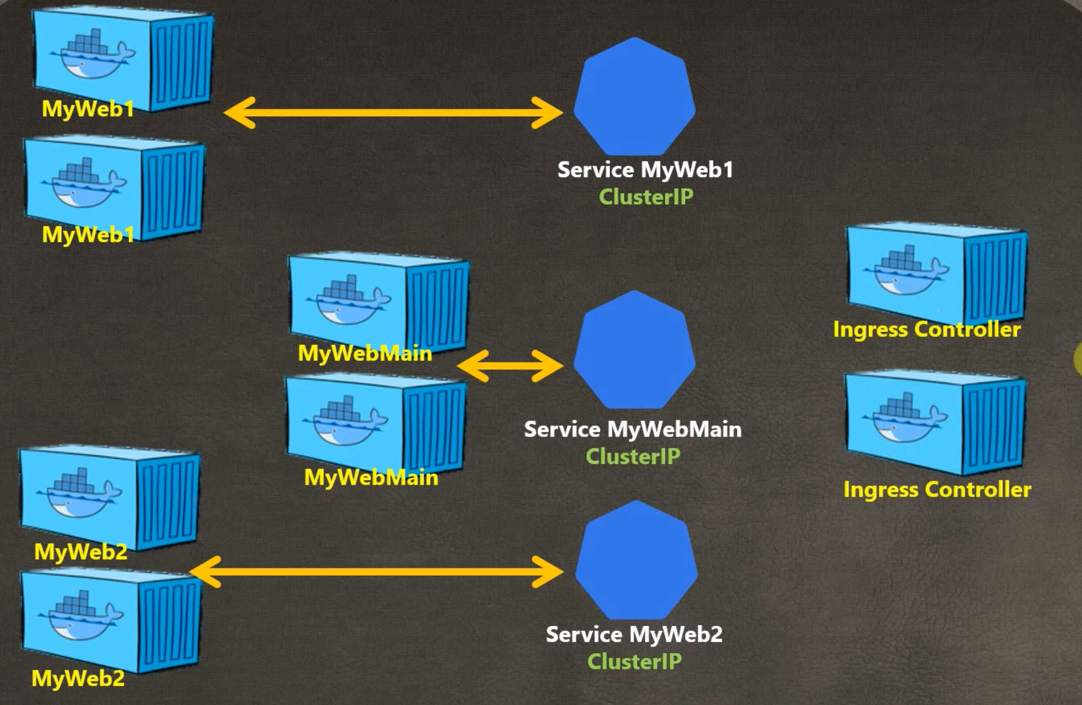 MyWeb1
MyWeb1
Service MyWeb1
ClusterIP
MyWebMain
MyWebMain
Service MyWebMain
ClusterIP
Ingress Controller
Ingress Controller
MyWeb2
MyWeb2
Service MyWeb2
ClusterIP